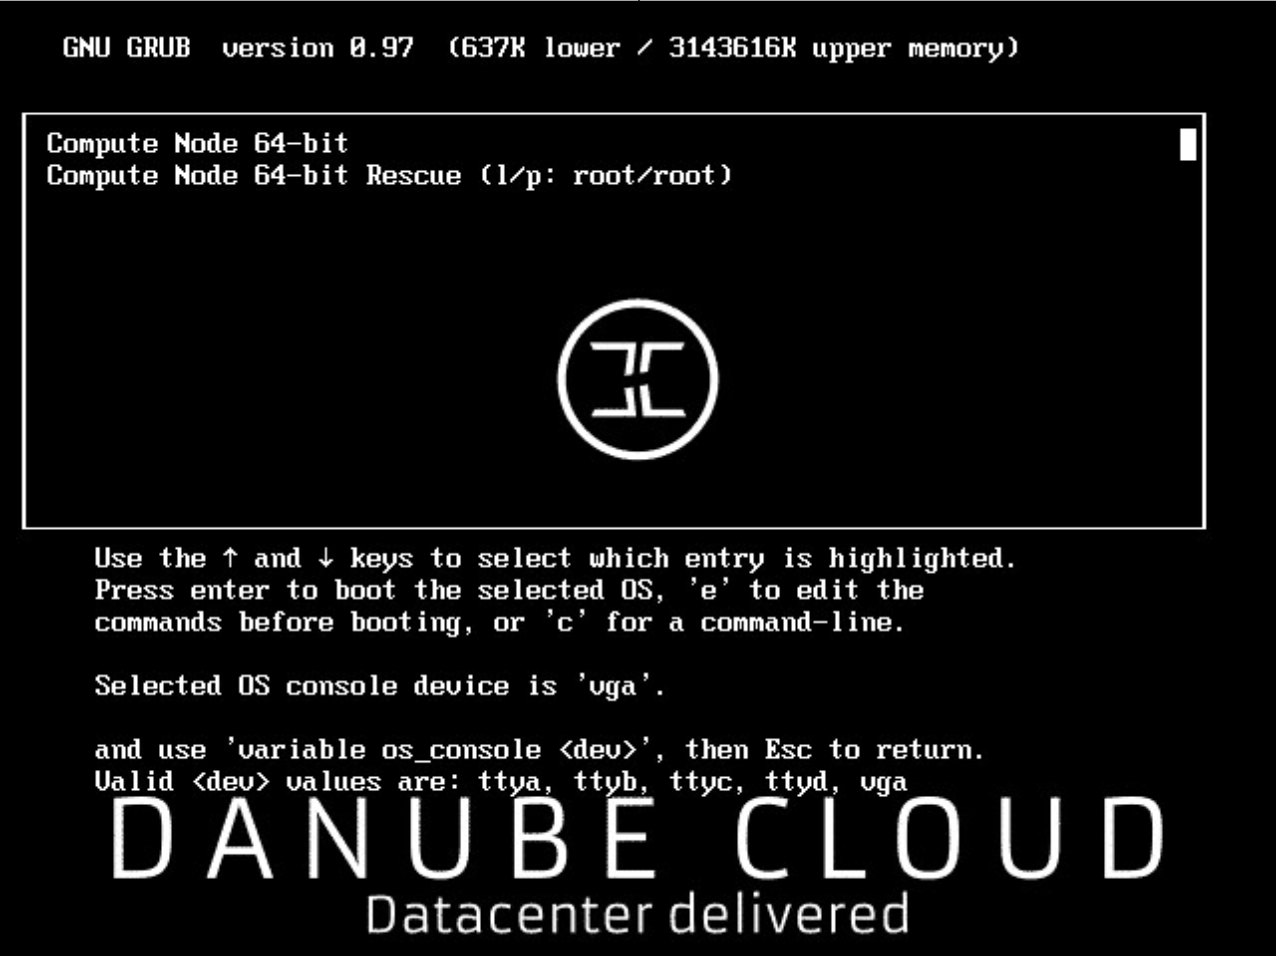 GNU GRUB  version 0.97  (637K lower / 3143616K upper memory)
Compute Node 64-bit
Compute Node 64-bit Rescue (l/p: root/root)
Use the ↑ and ↓ keys to select which entry is highlighted.
Press enter to boot the selected OS, 'e' to edit the
commands before booting, or 'c' for a command-line.
Selected OS console device is 'vga'.
and use 'variable os_console <dev>', then Esc to return.
Valid <dev> values are: ttya, ttyb, ttyc, ttyd, vga
DANUBE CLOUD
Datacenter delivered